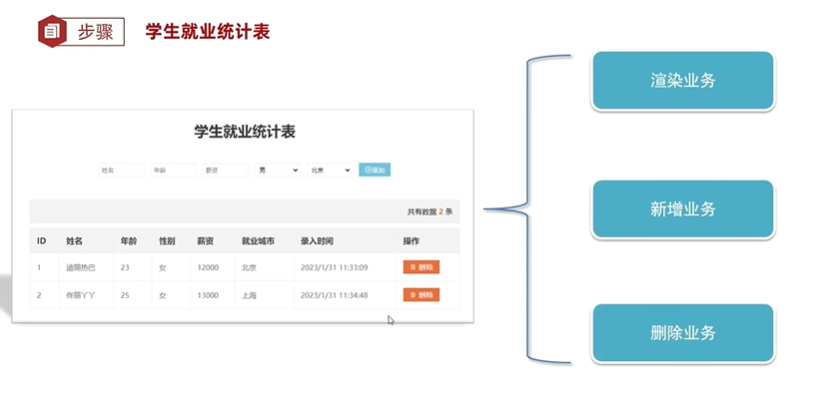 步骤
学生就业统计表
学生就业统计表
姓名 年龄 薪资 男 北京 添加
共有数据 2 条
ID 姓名 年龄 性别 薪资 就业城市 录入时间 操作
1 迪丽热巴 23 女 12000 北京 2023/1/31 11:33:09 删除
2 佟丽丫丫 25 女 13000 上海 2023/1/31 11:34:48 删除
渲染业务
新增业务
删除业务